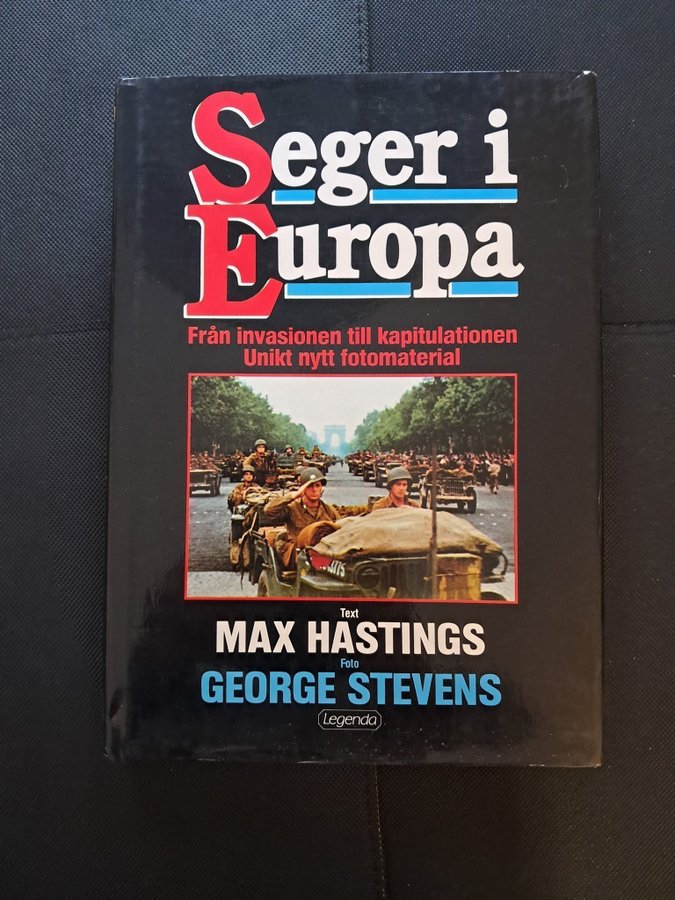 Seger i
Europa
Från invasionen till kapitulationen
Unikt nytt fotomaterial
Text
MAX HASTINGS
Foto
GEORGE STEVENS
Legenda